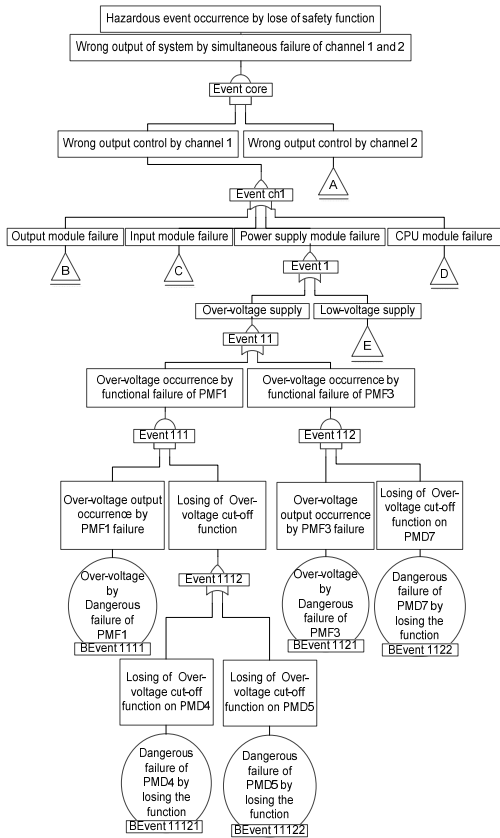 Hazardous event occurrence by lose of safety function
Wrong output of system by simultaneous failure of channel 1 and 2
Event core
Wrong output control by channel 1
Wrong output control by channel 2
A
Event ch1
Output module failure
Input module failure
Power supply module failure
CPU module failure
B
C
D
Event 1
Over-voltage supply
Low-voltage supply
E
Event 11
Over-voltage occurrence by
functional failure of PMF1
Over-voltage occurrence by
functional failure of PMF3
Event 111
Event 112
Over-voltage output
occurrence by
PMF1 failure
Losing of Over-
voltage cut-off
function
Over-voltage
output occurrence
by PMF3 failure
Losing of Over-
voltage cut-off
function on
PMD7
Over-voltage
by
Dangerous
failure of
PMF1
BEvent 1111
Event 1112
Over-voltage
by
Dangerous
failure of
PMF3
BEvent 1121
Dangerous
failure of
PMD7 by
losing the
function
BEvent 1122
Losing of Over-
voltage cut-off
function on PMD4
Losing of Over-
voltage cut-off
function on PMD5
Dangerous
failure of
PMD4 by
losing the
function
BEvent 11121
Dangerous
failure of
PMD5 by
losing the
function
BEvent 11122